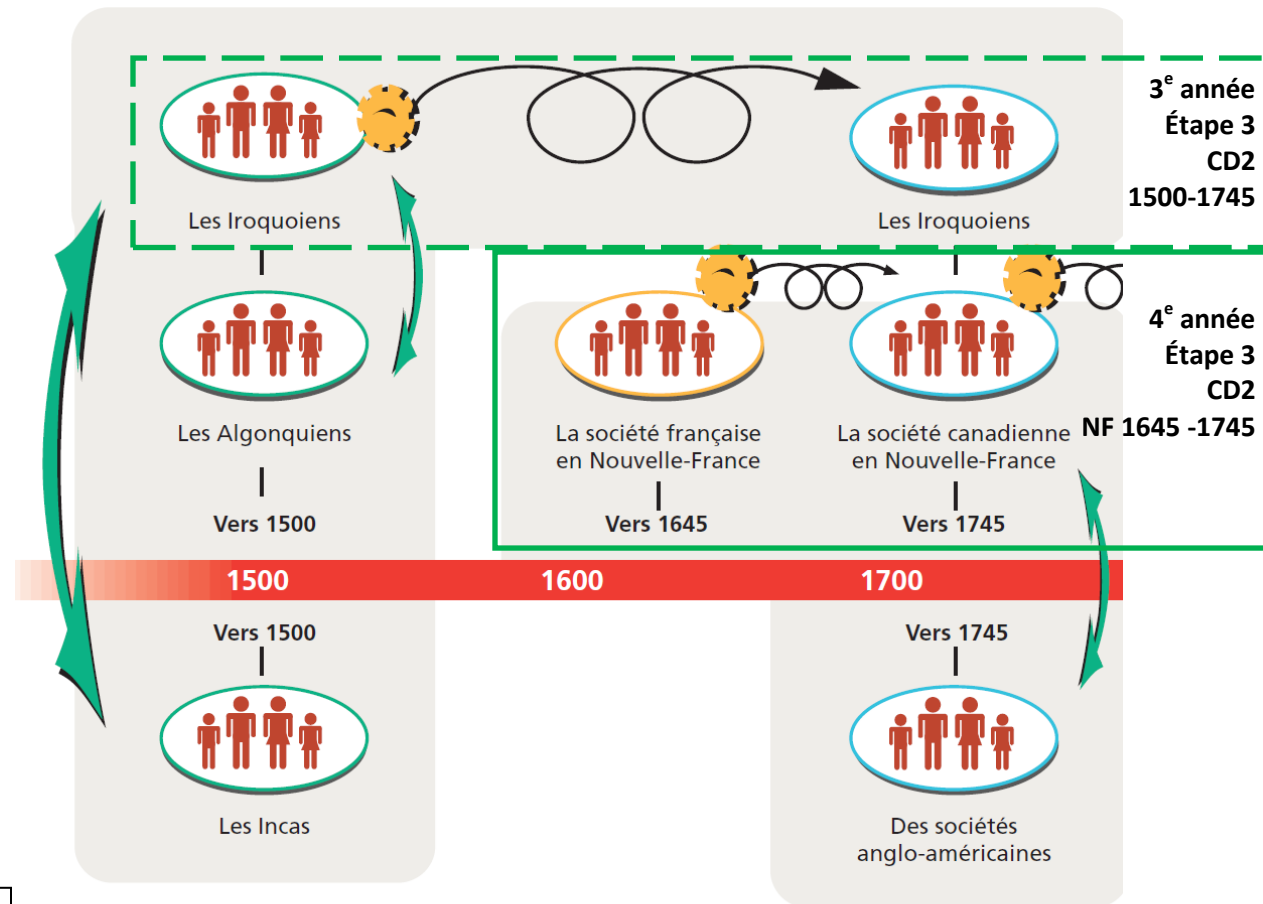 3e année
Étape 3
CD2
1500-1745
Les Iroquoiens
Les Iroquoiens
4e année
Étape 3
CD2
NF 1645 -1745
Les Algonquiens
La société française
en Nouvelle-France
La société canadienne
en Nouvelle-France
Vers 1500
Vers 1645
Vers 1745
1500
1600
1700
Vers 1500
Vers 1745
Les Incas
Des sociétés
anglo-américaines